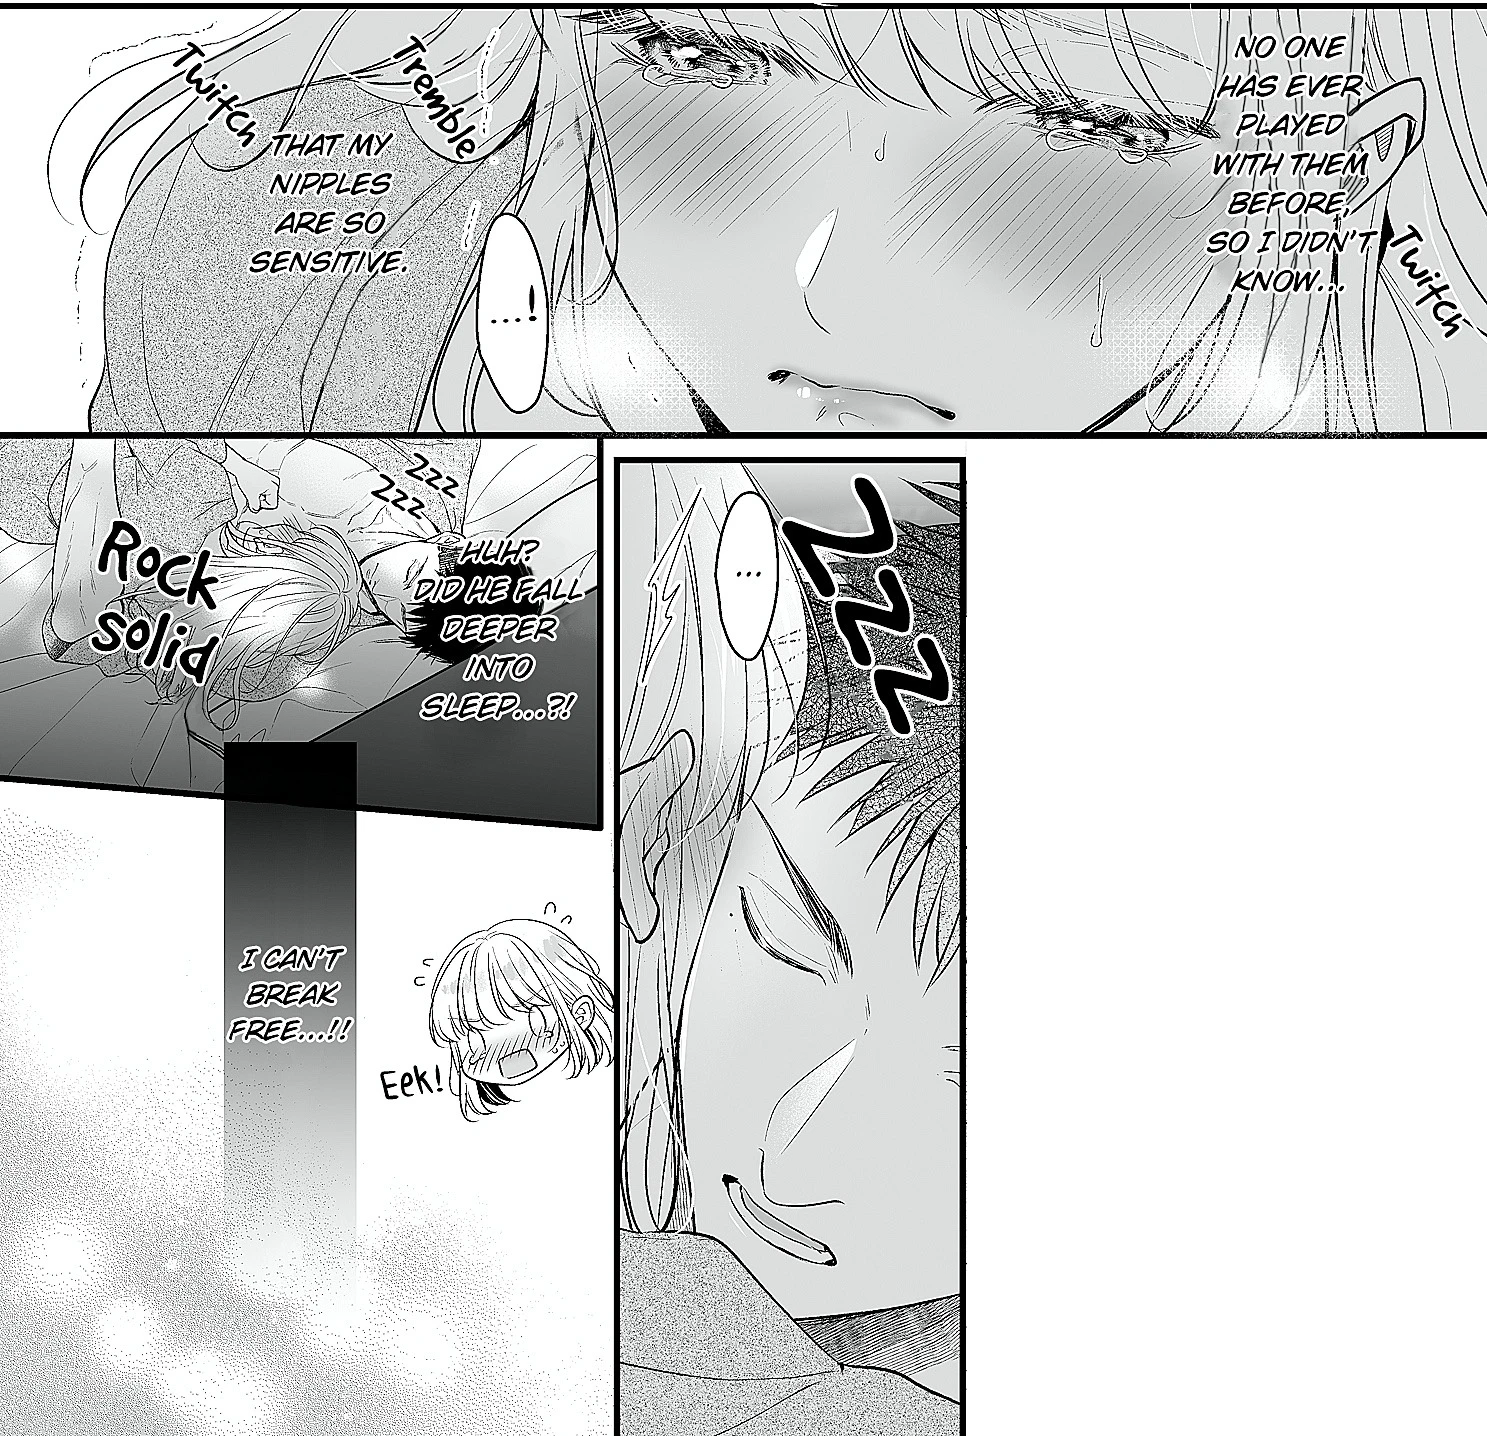 NO ONE
HAS EVER
PLAYED
WITH THEM
BEFORE,
SO I DIDN'T
KNOW...
Twitch
Tremble
Twitch
THAT MY
NIPPLES
ARE SO
SENSITIVE.
...!
ZZZ
...
ZZZ
ZZZ
HUH?
DID HE FALL
DEEPER
INTO
SLEEP...?!
Rock
solid
I CAN'T
BREAK
FREE...!!
Eek!